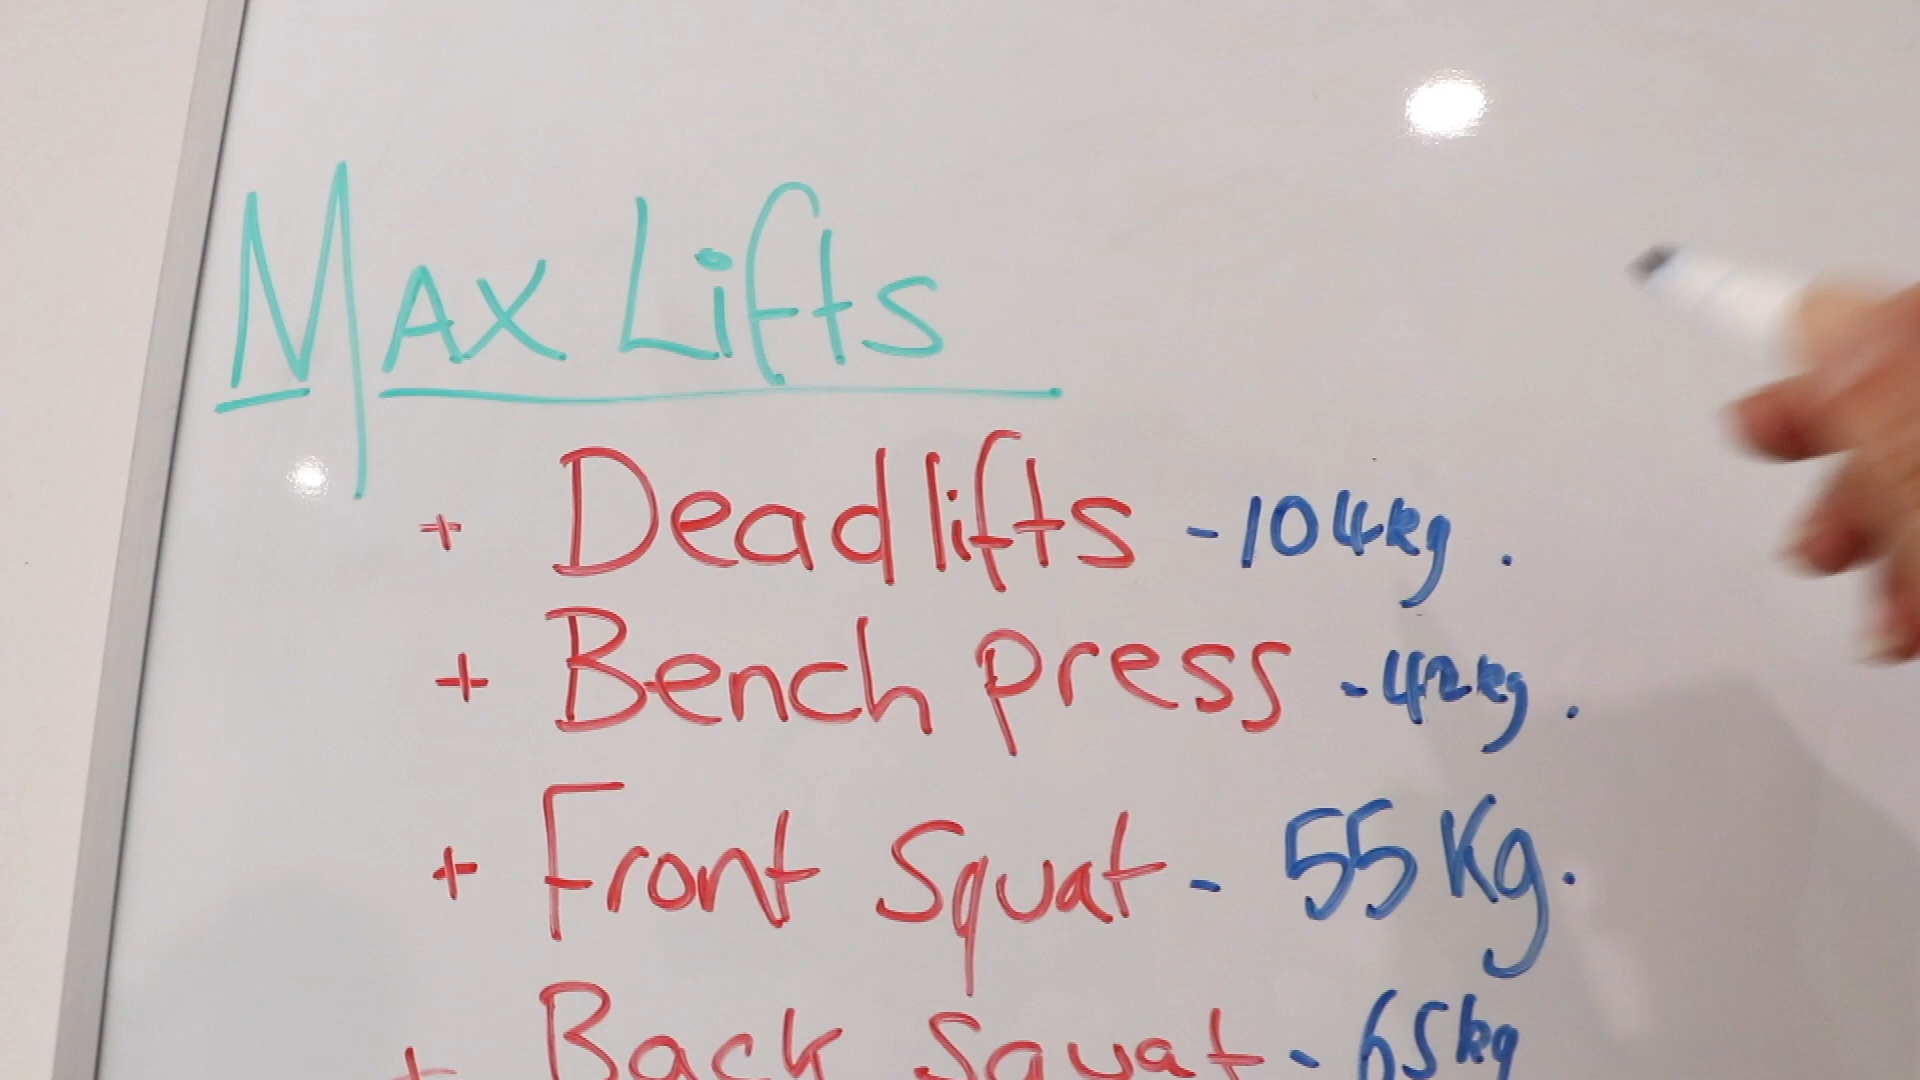 Max Lifts
+ Deadlifts - 104kg.
+ Bench press - 42kg.
+ Front Squat - 55Kg.
+ Back Squat - 65kg